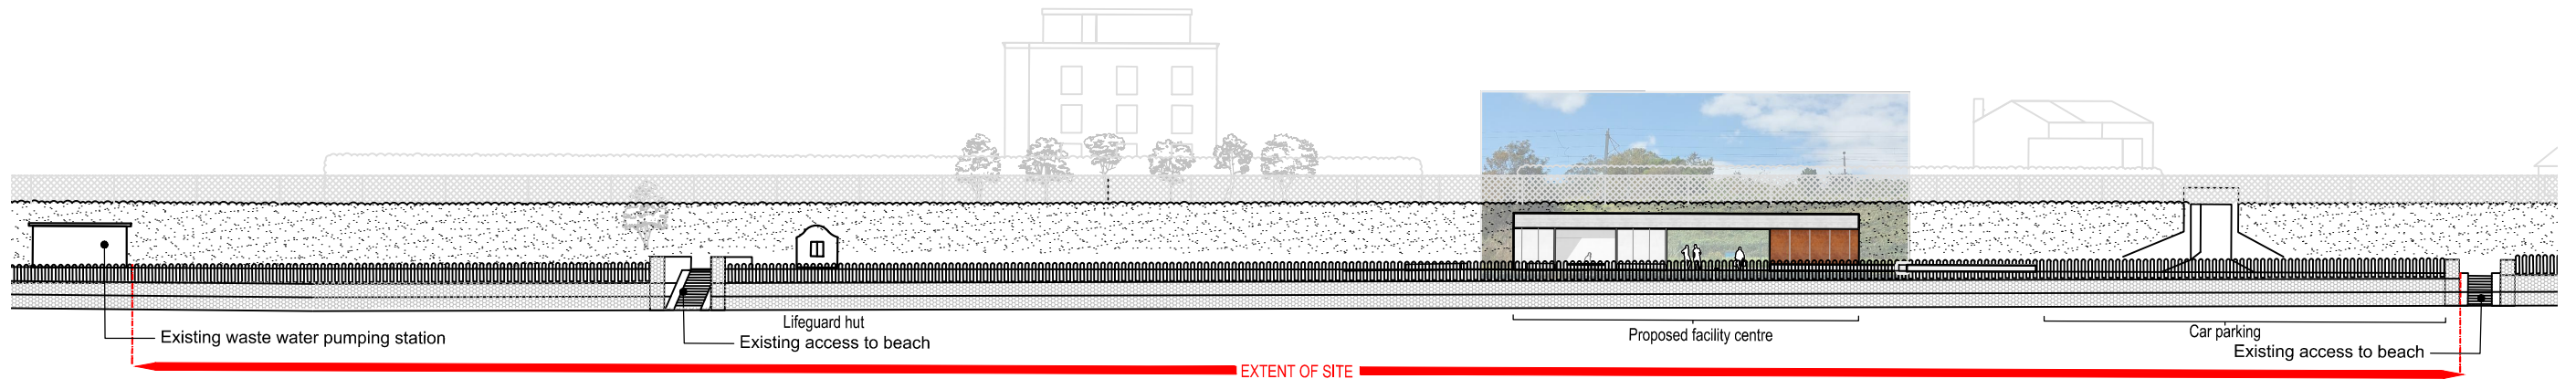 Lifeguard hut
Existing waste water pumping station
Existing access to beach
Proposed facility centre
Car parking
Existing access to beach
EXTENT OF SITE